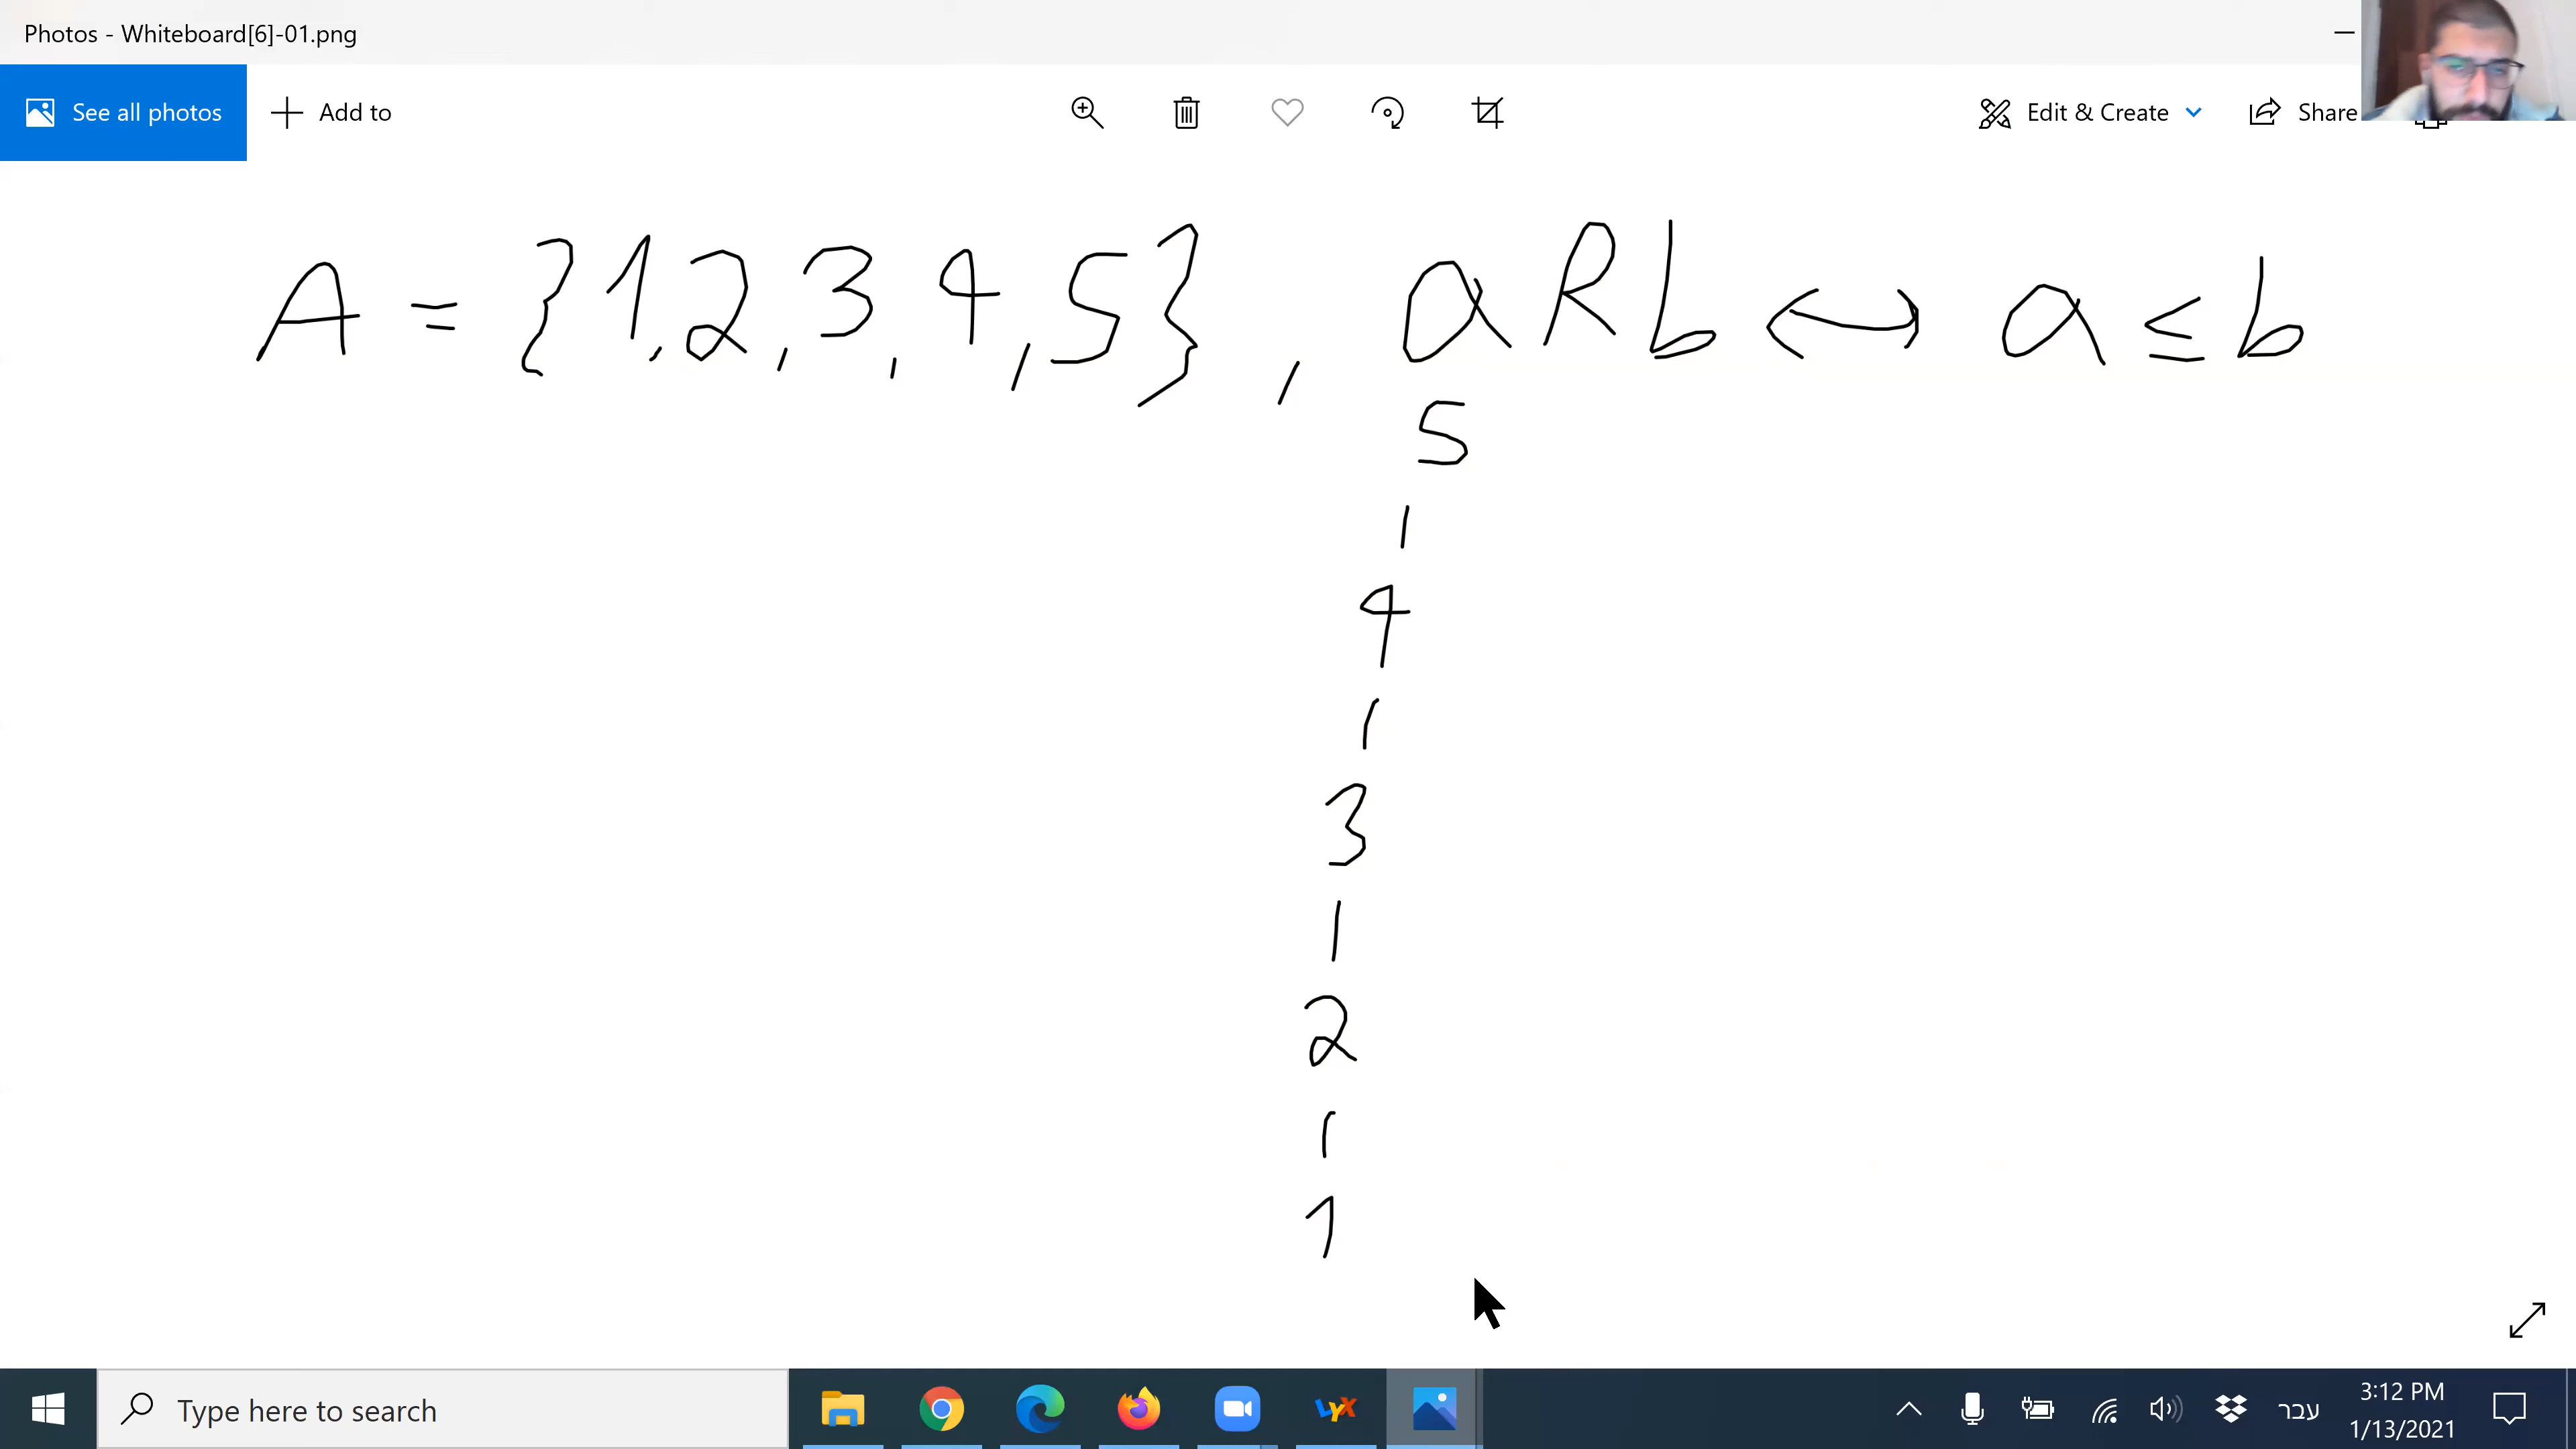 Photos - Whiteboard[6]-01.png
See all photos
Add to
Edit & Create
Share
A = {1,2,3,4,5}, aRb ↔ a ≤ b
5
|
4
|
3
|
2
|
1
Type here to search
LyX
עבר
3:12 PM
1/13/2021